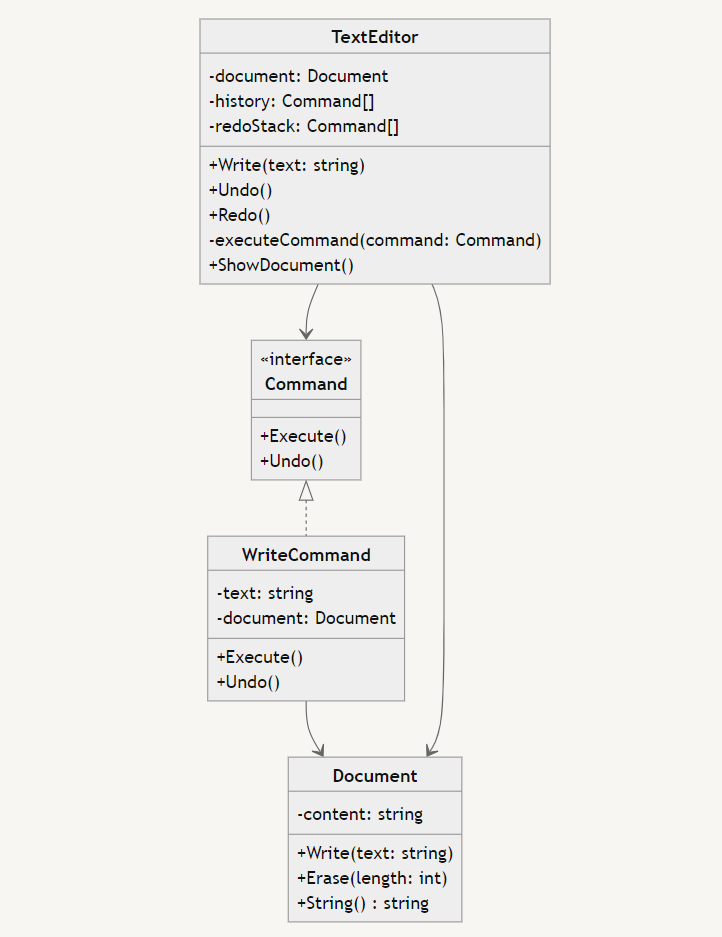 TextEditor
-document: Document
-history: Command[]
-redoStack: Command[]
+Write(text: string)
+Undo()
+Redo()
-executeCommand(command: Command)
+ShowDocument()
«interface»
Command
+Execute()
+Undo()
WriteCommand
-text: string
-document: Document
+Execute()
+Undo()
Document
-content: string
+Write(text: string)
+Erase(length: int)
+String() : string